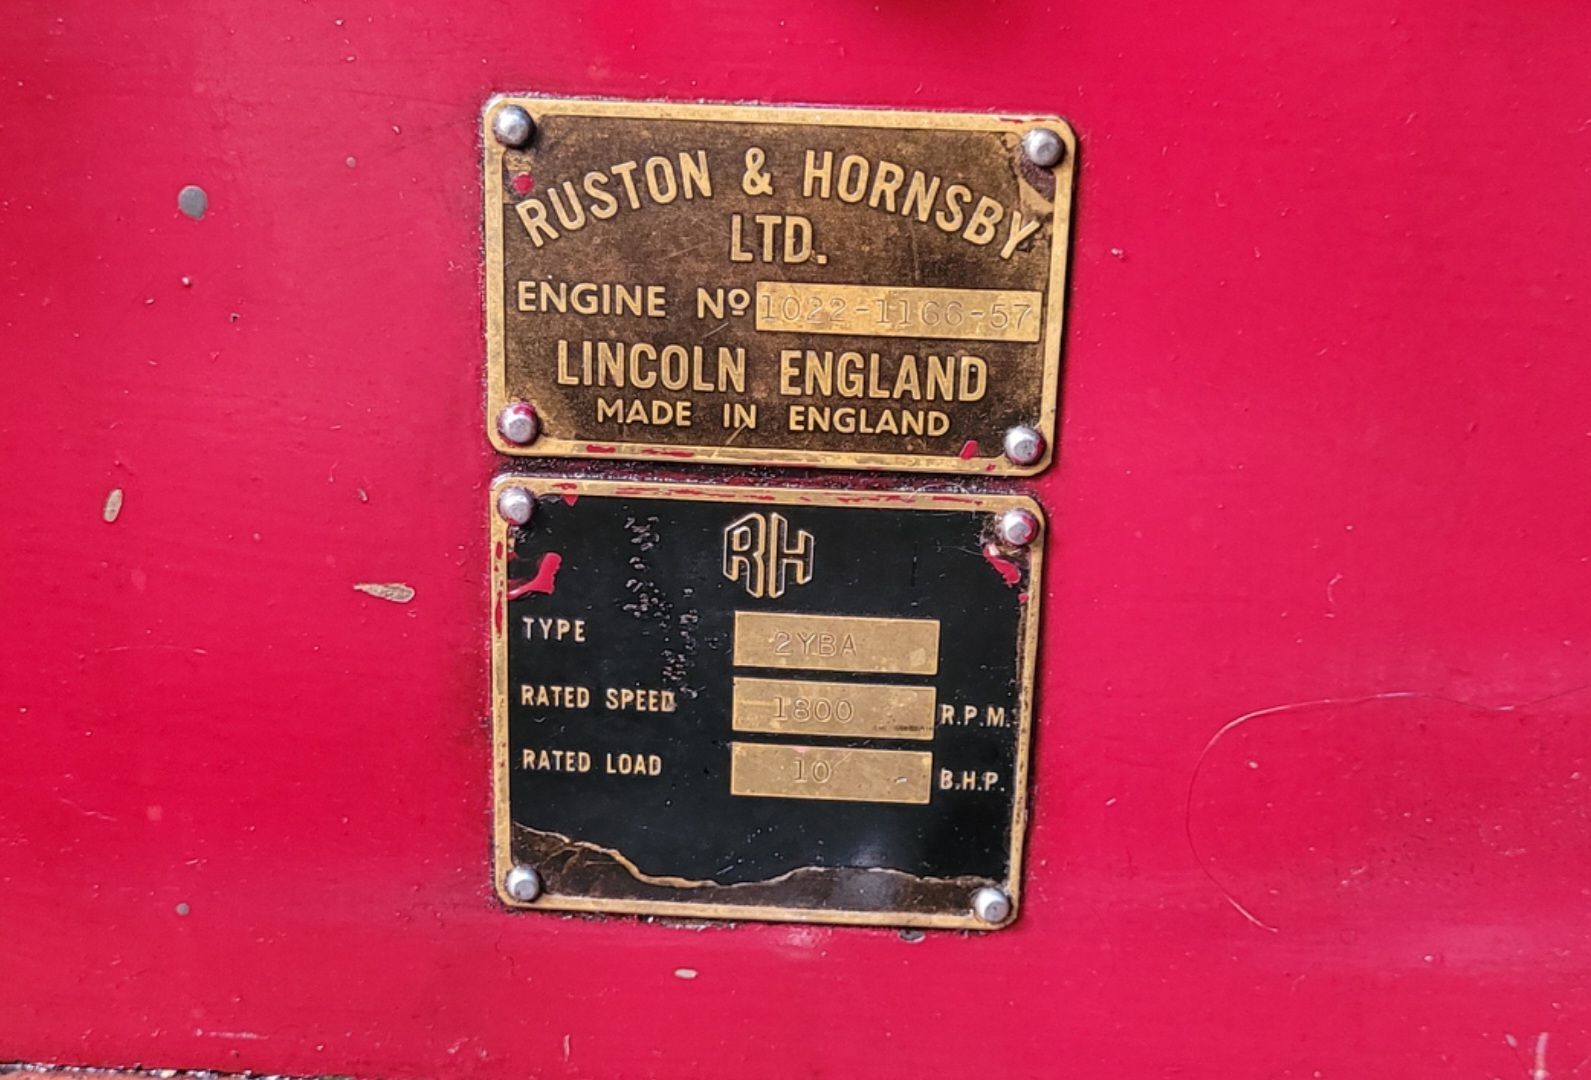 RUSTON & HORNSBY
LTD.
ENGINE Nº 1022-1166-57
LINCOLN ENGLAND
MADE IN ENGLAND
RH
TYPE 2YBA
RATED SPEED 1800 R.P.M.
RATED LOAD 10 B.H.P.